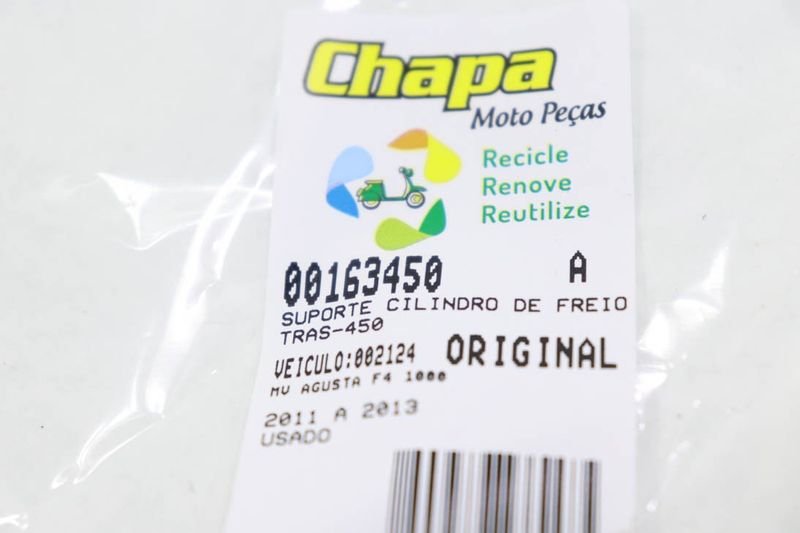 Chapa
Moto Peças
Recicle
Renove
Reutilize
00163450 A
SUPORTE CILINDRO DE FREIO
TRAS-450
VEICULO:002124 ORIGINAL
MV AGUSTA F4 1000
2011 A 2013
USADO